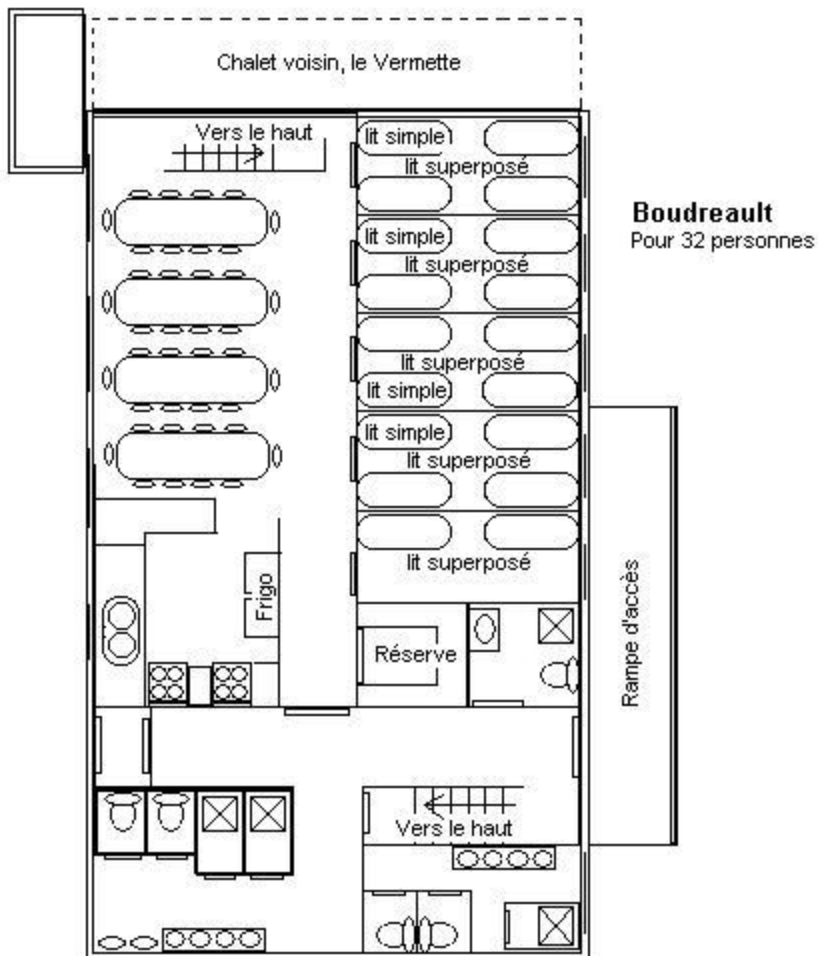 Chalet voisin, le Vermette
Vers le haut
lit simple
lit superposé
Boudreault
Pour 32 personnes
lit simple
lit superposé
lit superposé
lit simple
lit simple
lit superposé
lit superposé
Frigo
Réserve
Rampe d'accès
Vers le haut